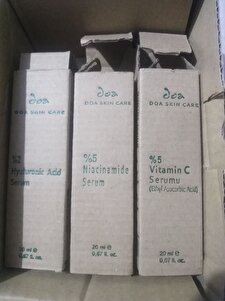 doa
DOA SKIN CARE
%2
Hyaluronic Acid
Serum
20 ml e
0,67 fl. oz.
doa
DOA SKIN CARE
%5
Niacinamide
Serum
20 ml e
0,67 fl. oz.
doa
DOA SKIN CARE
%5
Vitamin C
Serumu
(Ethyl Ascorbic Acid)
20 ml e
0,67 fl. oz.